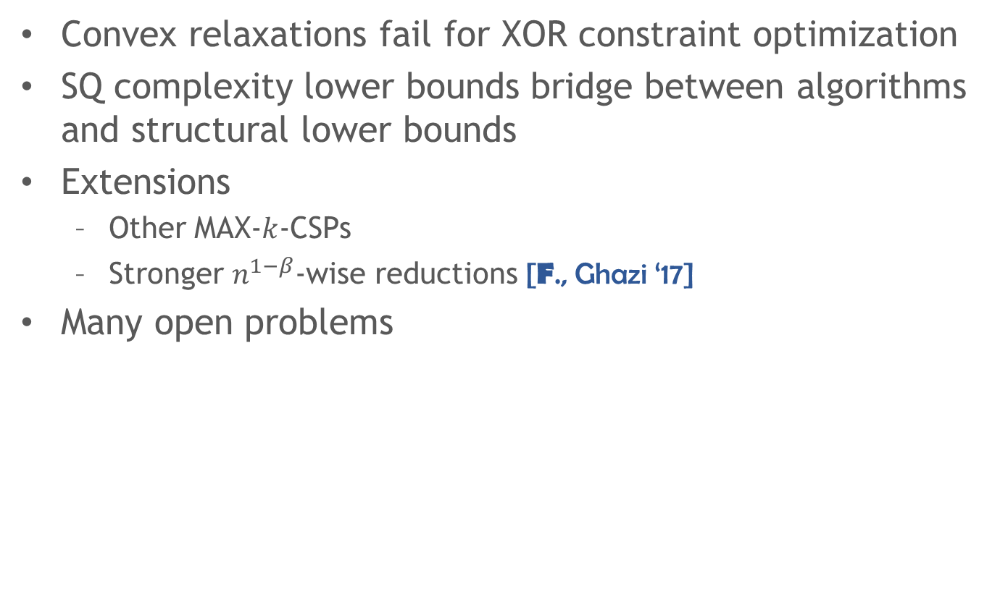 • Convex relaxations fail for XOR constraint optimization
• SQ complexity lower bounds bridge between algorithms
and structural lower bounds
• Extensions
– Other MAX-𝑘-CSPs
– Stronger 𝑛^{1−𝛽}-wise reductions [F., Ghazi ‘17]
• Many open problems